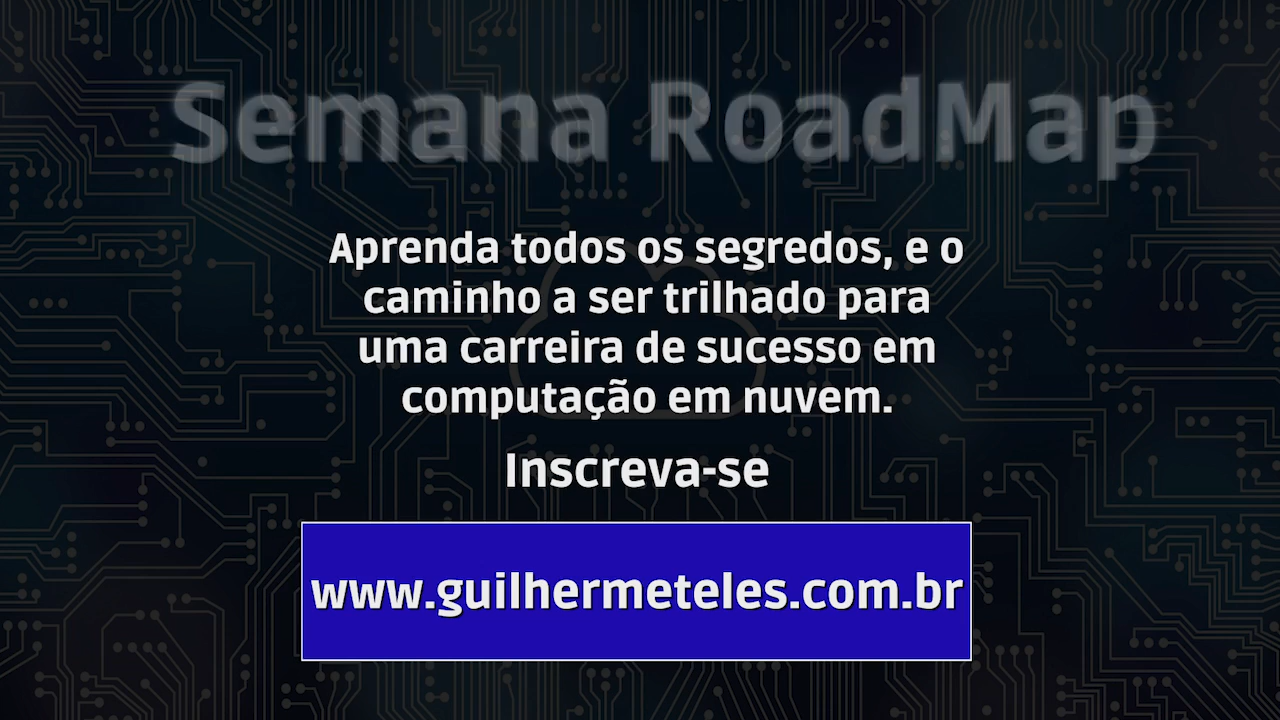 Semana RoadMap
Aprenda todos os segredos, e o
caminho a ser trilhado para
uma carreira de sucesso em
computação em nuvem.
Inscreva-se
www.guilhermeteles.com.br